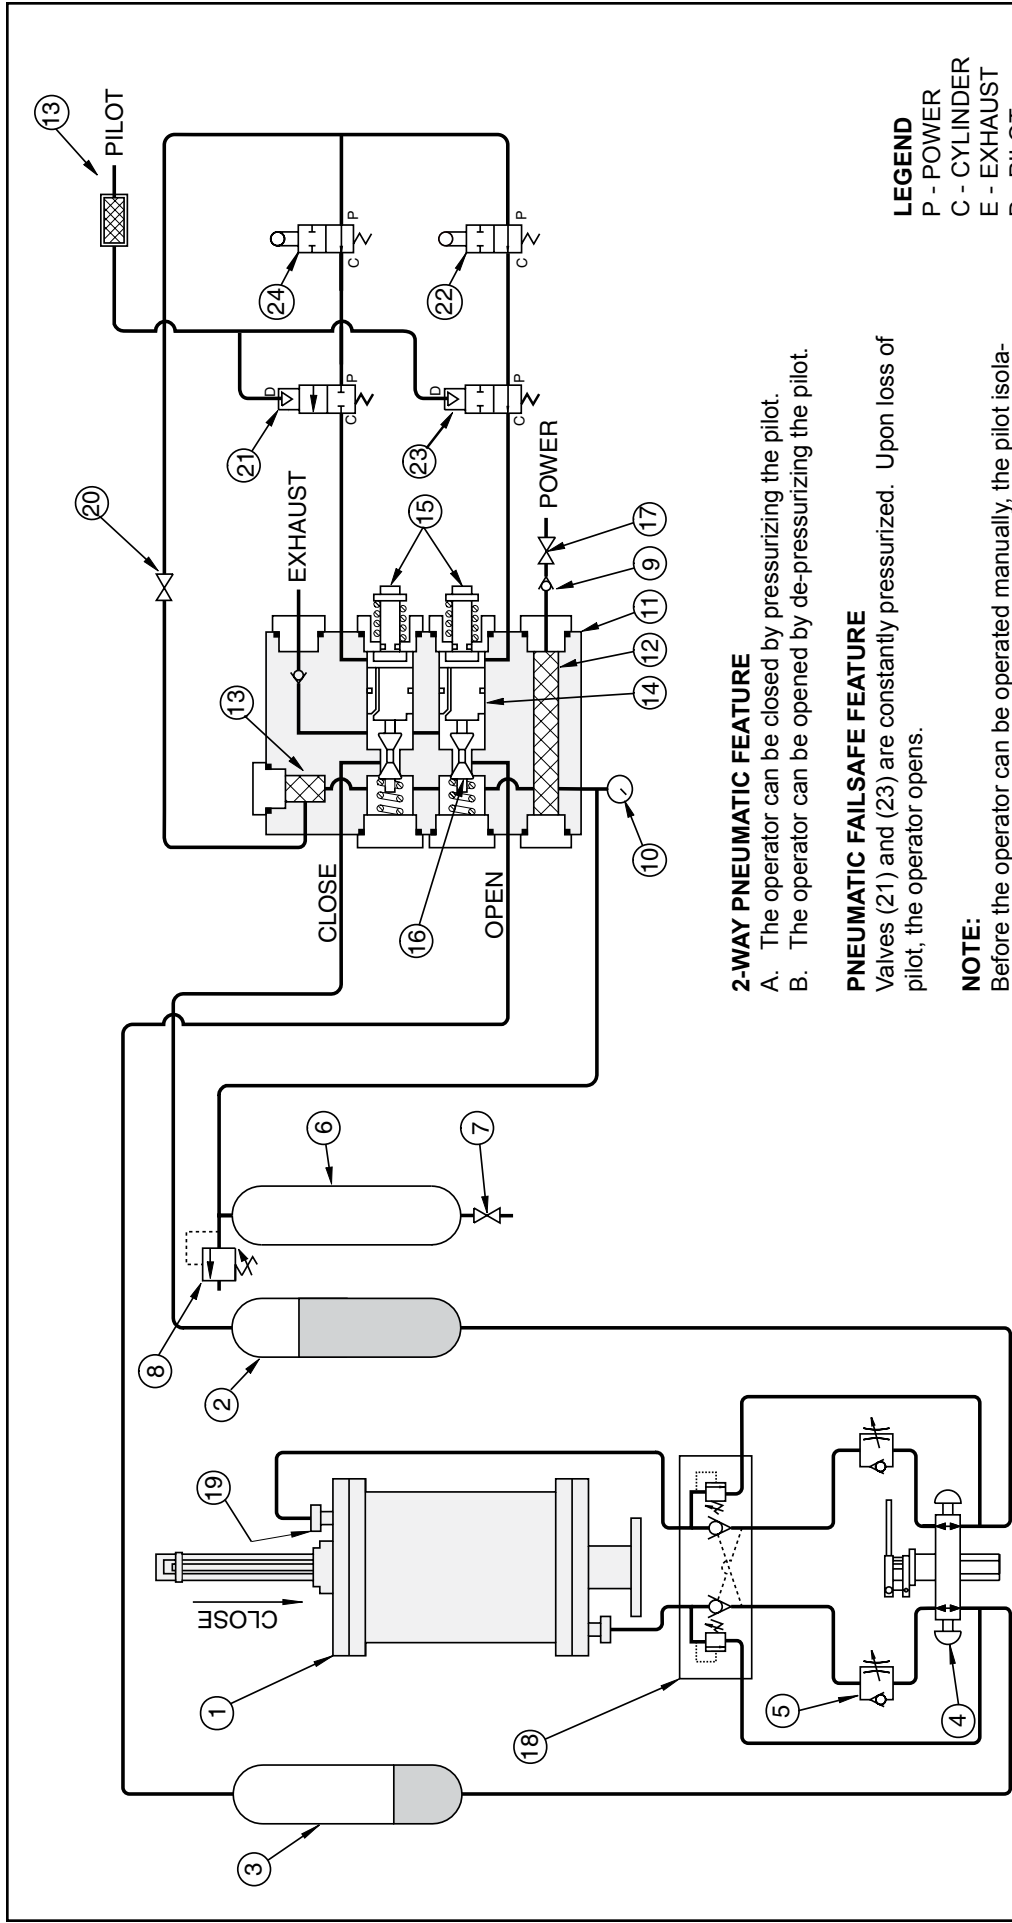 13
PILOT
20
24
22
21
23
D
D
P
C
P
C
P
C
P
C
EXHAUST
15
POWER
17
9
11
12
14
13
10
16
CLOSE
OPEN
6
7
8
2
19
CLOSE
1
18
5
4
3
2-WAY PNEUMATIC FEATURE
A. The operator can be closed by pressurizing the pilot.
B. The operator can be opened by de-pressurizing the pilot.
PNEUMATIC FAILSAFE FEATURE
Valves (21) and (23) are constantly pressurized. Upon loss of
pilot, the operator opens.
NOTE:
Before the operator can be operated manually, the pilot isola-
LEGEND
P - POWER
C - CYLINDER
E - EXHAUST